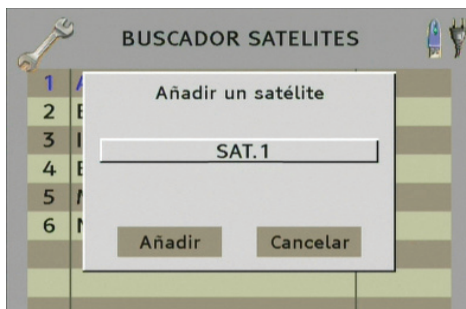 BUSCADOR SATELITES
Añadir un satélite
SAT.1
Añadir
Cancelar
1
2
3
4
5
6